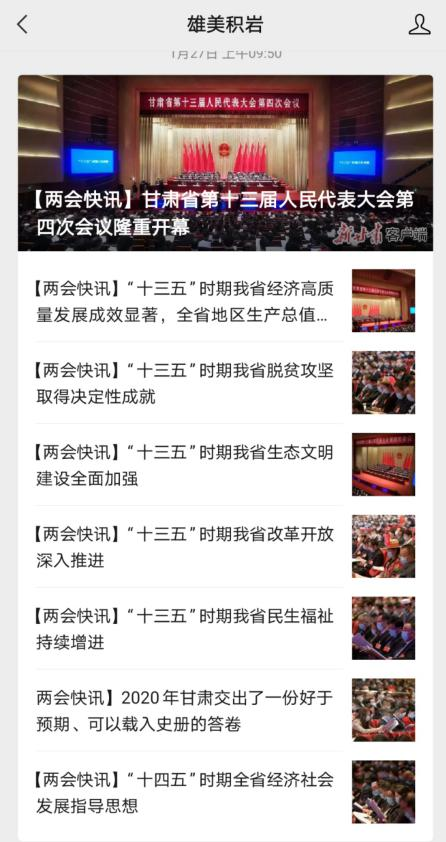 雄美积岩
1月27日 上午09:50
甘肃省第十三届人民代表大会第四次会议
【两会快讯】甘肃省第十三届人民代表大会第
四次会议隆重开幕
新甘肃客户端
【两会快讯】“十三五”时期我省经济高质
量发展成效显著，全省地区生产总值...
【两会快讯】“十三五”时期我省脱贫攻坚
取得决定性成就
【两会快讯】“十三五”时期我省生态文明
建设全面加强
【两会快讯】“十三五”时期我省改革开放
深入推进
【两会快讯】“十三五”时期我省民生福祉
持续增进
两会快讯】2020年甘肃交出了一份好于
预期、可以载入史册的答卷
【两会快讯】“十四五”时期全省经济社会
发展指导思想